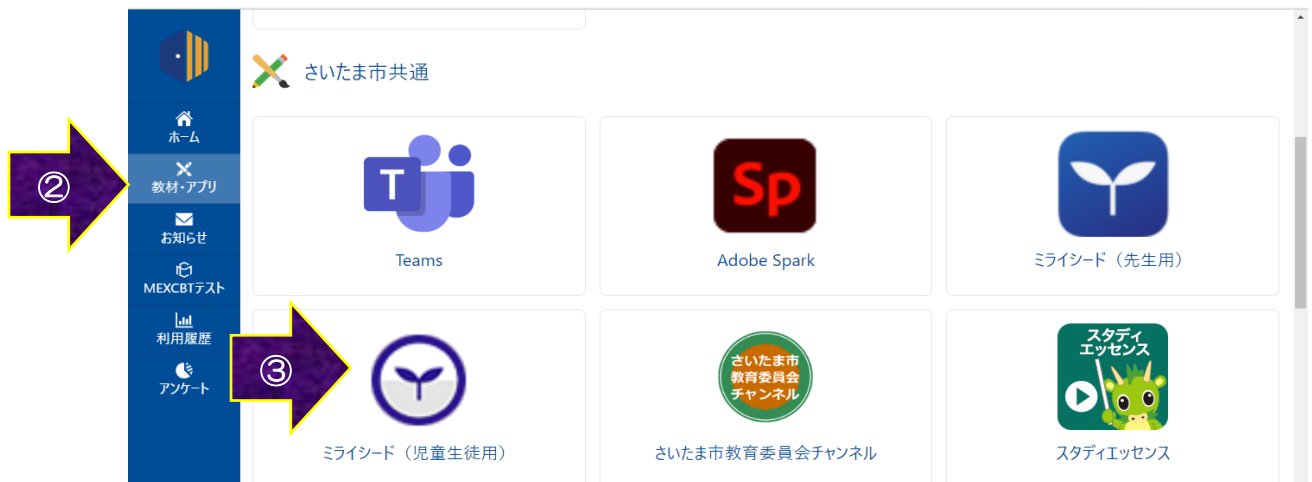 さいたま市共通
ホーム
②
教材・アプリ
お知らせ
MEXCBTテスト
利用履歴
アンケート
T
Teams
Sp
Adobe Spark
ミライシード（先生用）
③
ミライシード（児童生徒用）
さいたま市
教育委員会
チャンネル
さいたま市教育委員会チャンネル
スタディ
エッセンス
スタディエッセンス